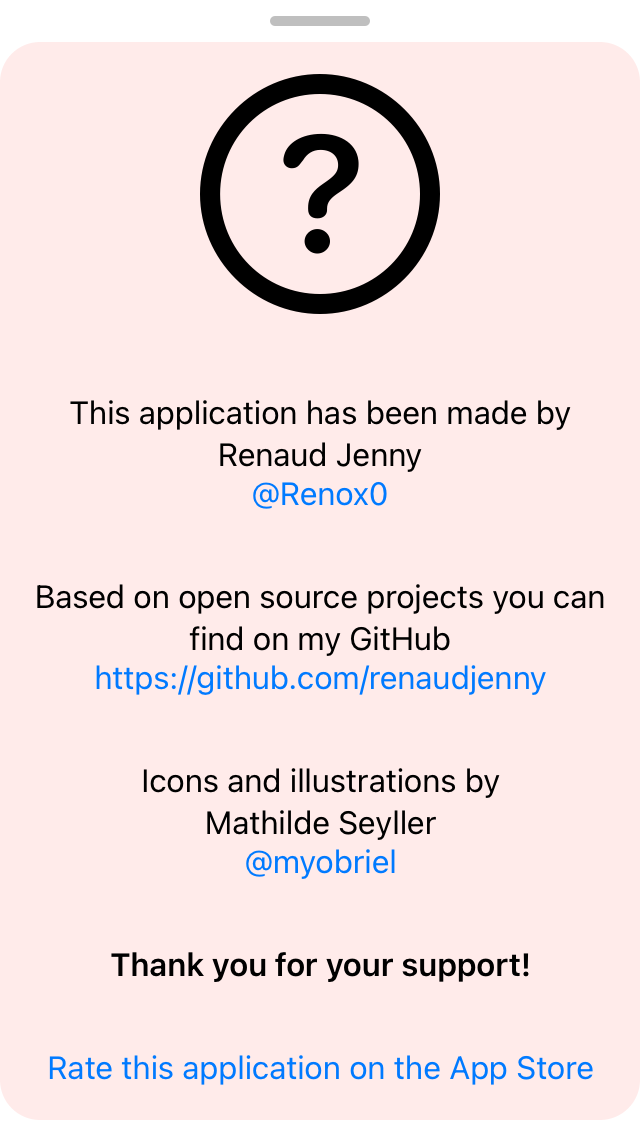 ?
This application has been made by
Renaud Jenny
@Renox0
Based on open source projects you can
find on my GitHub
https://github.com/renaudjenny
Icons and illustrations by
Mathilde Seyller
@myobriel
Thank you for your support!
Rate this application on the App Store